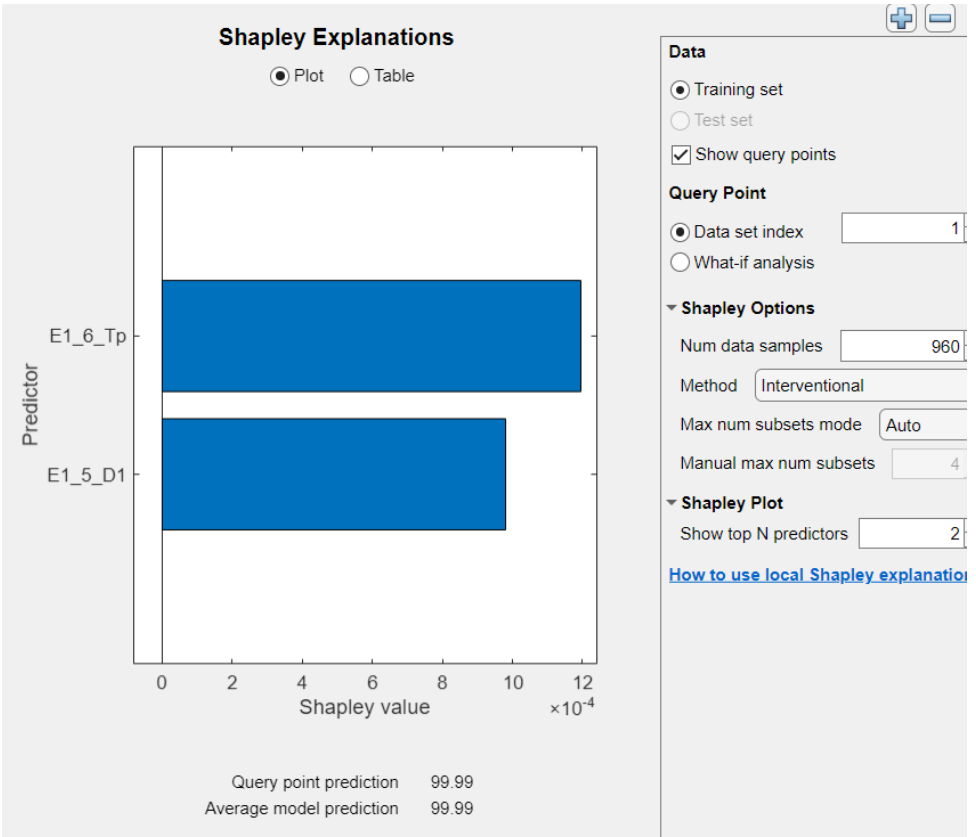 Shapley Explanations
Plot Table
Predictor
E1_6_Tp
E1_5_D1
0 2 4 6 8 10 12
Shapley value ×10-4
Query point prediction 99.99
Average model prediction 99.99
Data
Training set
Test set
Show query points
Query Point
Data set index 1
What-if analysis
Shapley Options
Num data samples 960
Method Interventional
Max num subsets mode Auto
Manual max num subsets 4
Shapley Plot
Show top N predictors 2
How to use local Shapley explanation